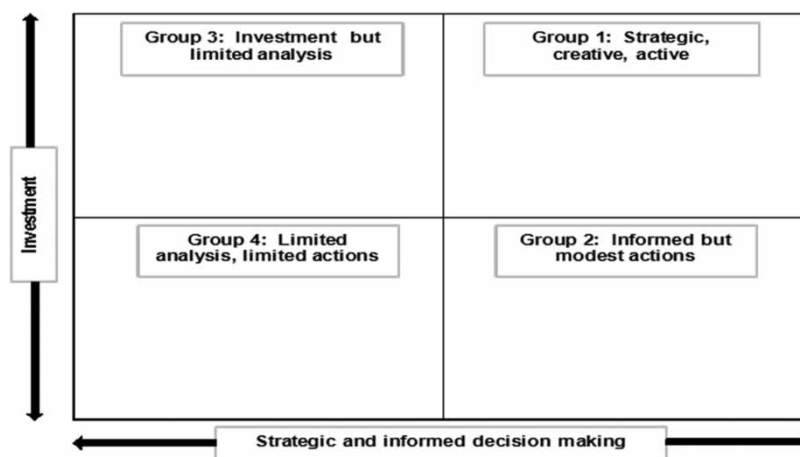 Group 3: Investment but
limited analysis
Group 1: Strategic,
creative, active
Investment
Group 4: Limited
analysis, limited actions
Group 2: Informed but
modest actions
Strategic and informed decision making